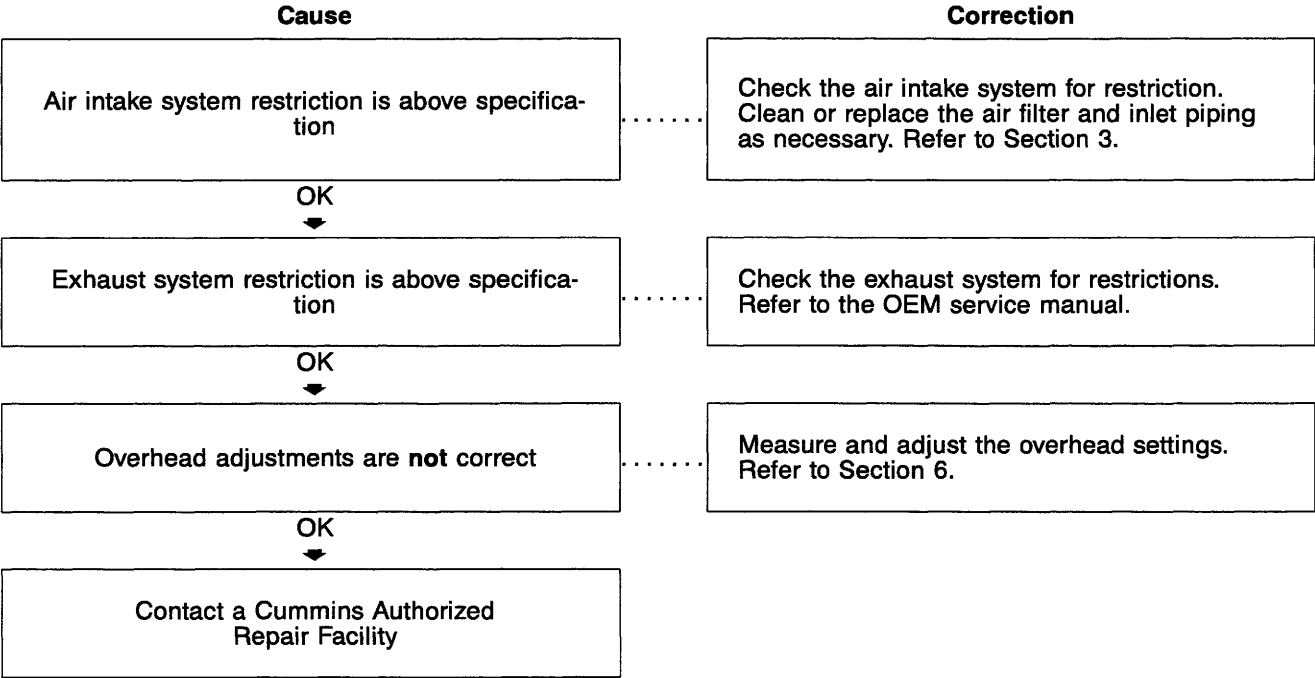 Cause
Correction
Air intake system restriction is above specifica-
tion
.......
Check the air intake system for restriction.
Clean or replace the air filter and inlet piping
as necessary. Refer to Section 3.
OK
Exhaust system restriction is above specifica-
tion
.......
Check the exhaust system for restrictions.
Refer to the OEM service manual.
OK
Overhead adjustments are not correct
.......
Measure and adjust the overhead settings.
Refer to Section 6.
OK
Contact a Cummins Authorized
Repair Facility